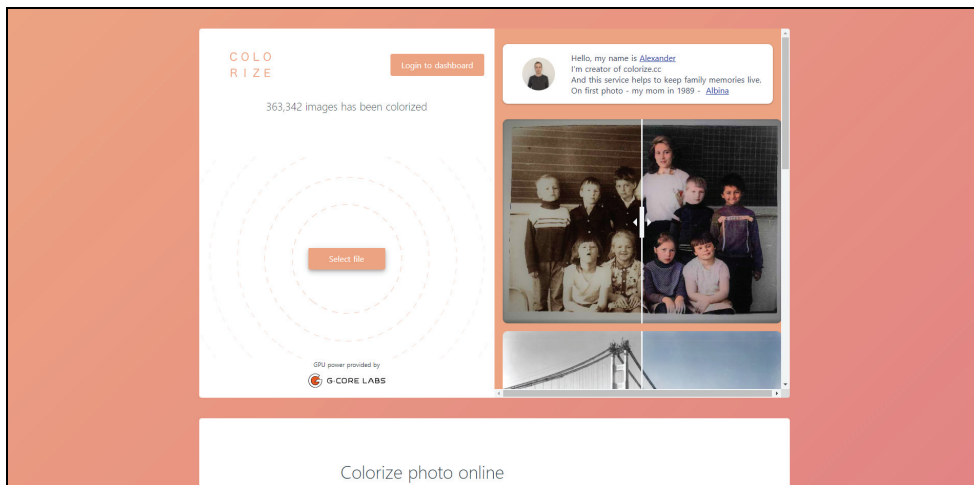 COLO
RIZE
Login to dashboard
363,342 images has been colorized
Select file
GPU power provided by
G-CORE LABS
Hello, my name is Alexander
I'm creator of colorize.cc
And this service helps to keep family memories live.
On first photo - my mom in 1989 - Albina
Colorize photo online